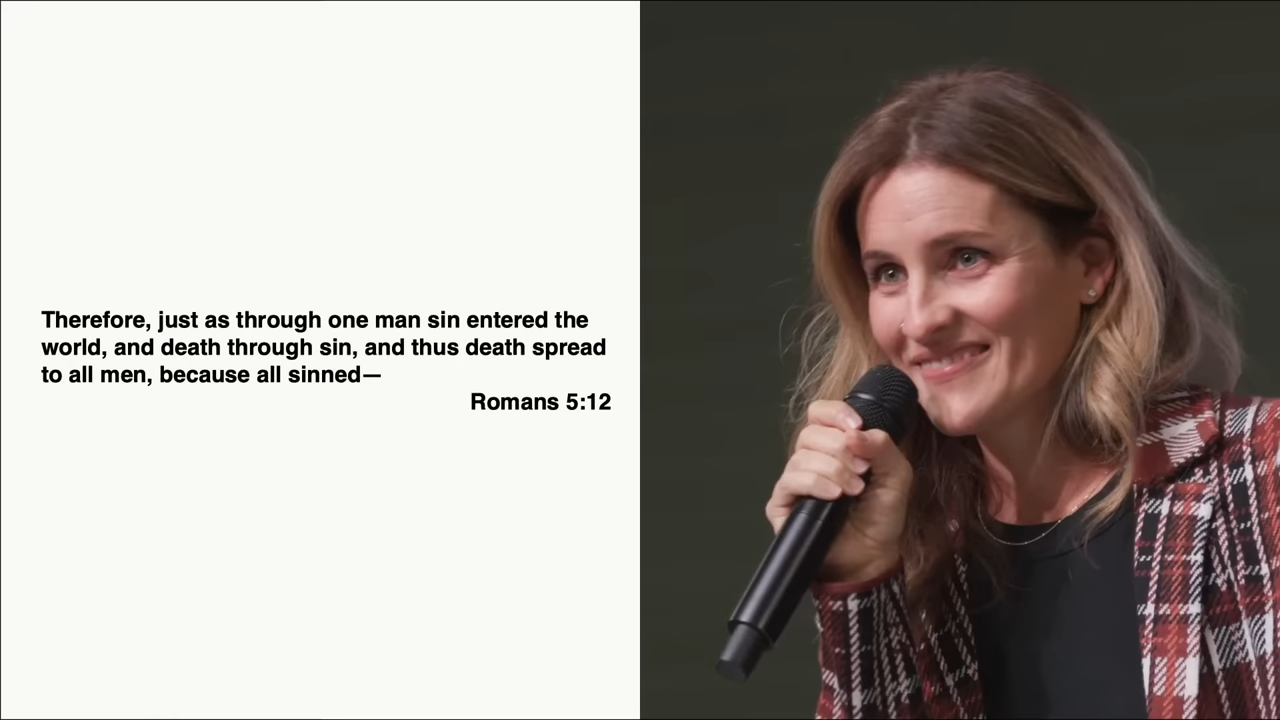 Therefore, just as through one man sin entered the
world, and death through sin, and thus death spread
to all men, because all sinned—
Romans 5:12